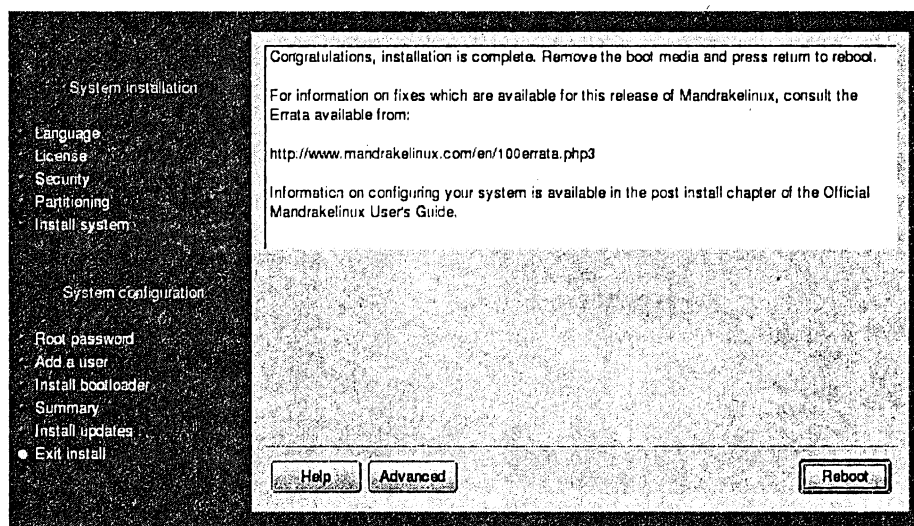 System installation
Language
License
Security
Partitioning
Install system
System configuration
Root password
Add a user
Install bootloader
Summary
Install updates
Exit install
Congratulations, installation is complete. Remove the boot media and press return to reboot.
For information on fixes which are available for this release of Mandrakelinux, consult the
Errata available from:
http://www.mandrakelinux.com/en/100errata.php3
Information on configuring your system is available in the post install chapter of the Official
Mandrakelinux User's Guide.
Help
Advanced
Reboot